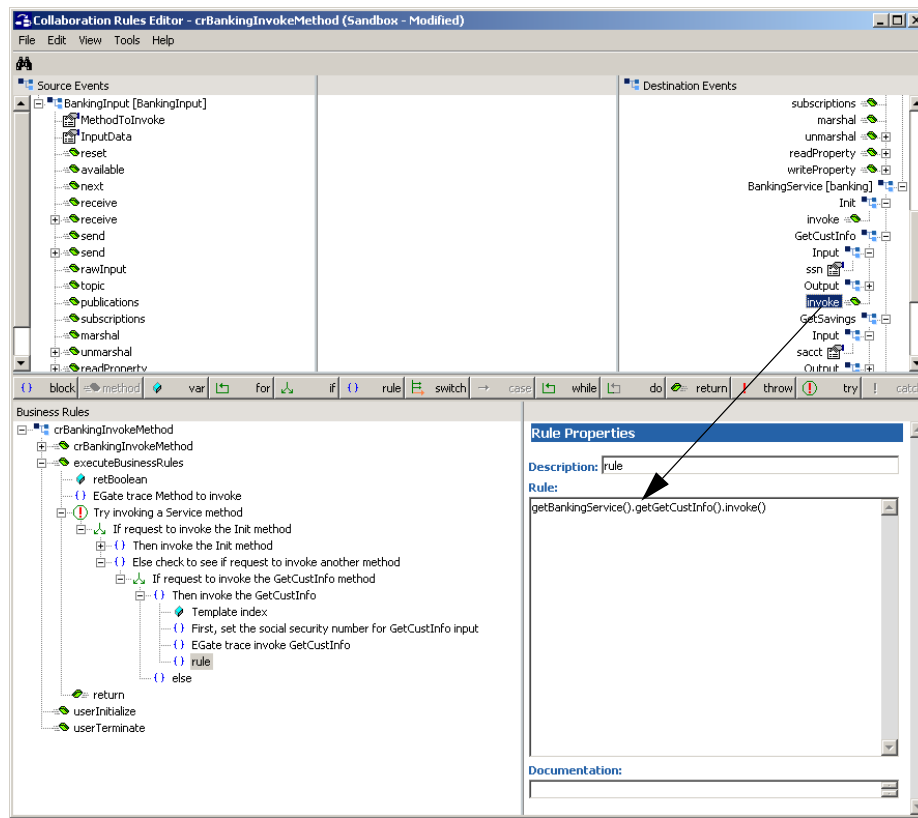 Collaboration Rules Editor - crBankingInvokeMethod (Sandbox - Modified)
File Edit View Tools Help
Source Events
BankingInput [BankingInput]
MethodToInvoke
InputData
reset
available
next
receive
receive
send
send
rawInput
topic
publications
subscriptions
marshal
unmarshal
readProperty
Destination Events
subscriptions
marshal
unmarshal
readProperty
writeProperty
BankingService [banking]
Init
invoke
GetCustInfo
Input
ssn
Output
invoke
GetSavings
Input
sacct
Output
block method var for if rule switch case while do return throw try catc
Business Rules
crBankingInvokeMethod
crBankingInvokeMethod
executeBusinessRules
retBoolean
EGate trace Method to invoke
Try invoking a Service method
If request to invoke the Init method
Then invoke the Init method
Else check to see if request to invoke another method
If request to invoke the GetCustInfo method
Then invoke the GetCustInfo
Template index
First, set the social security number for GetCustInfo input
EGate trace invoke GetCustInfo
rule
else
return
userInitialize
userTerminate
Rule Properties
Description: rule
Rule:
getBankingService().getGetCustInfo().invoke()
Documentation: